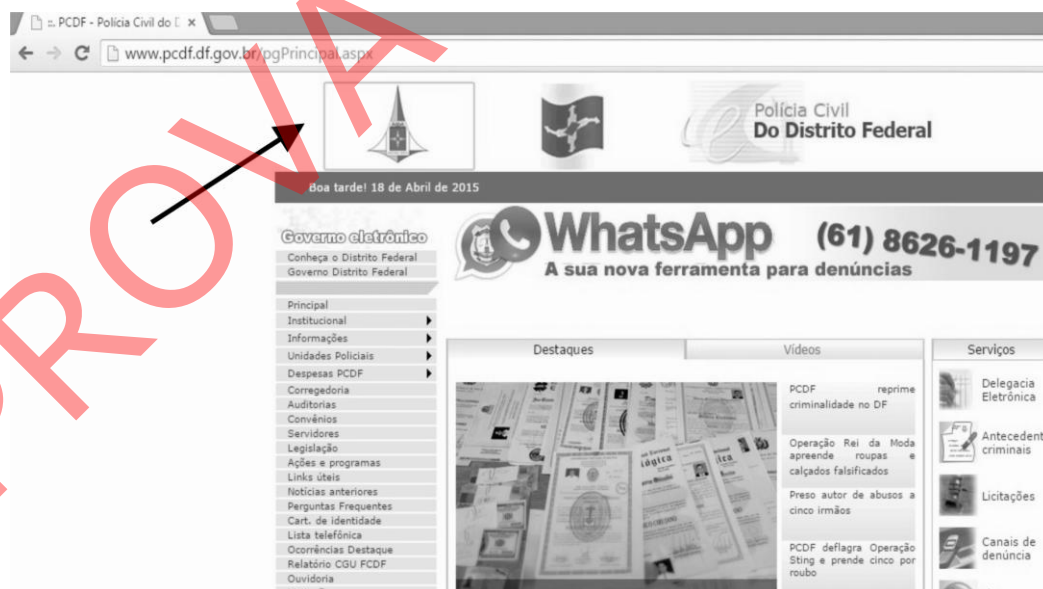 :: PCDF - Polícia Civil do D
www.pcdf.df.gov.br/pgPrincipal.aspx
Polícia Civil
Do Distrito Federal
Boa tarde! 18 de Abril de 2015
Governo eletrônico
Conheça o Distrito Federal
Governo Distrito Federal
Principal
Institucional
Informações
Unidades Policiais
Despesas PCDF
Corregedoria
Auditorias
Convênios
Servidores
Legislação
Ações e programas
Links úteis
Notícias anteriores
Perguntas Frequentes
Cart. de identidade
Lista telefônica
Ocorrências Destaque
Relatório CGU FCDF
Ouvidoria
WhatsApp
(61) 8626-1197
A sua nova ferramenta para denúncias
Destaques
Vídeos
PCDF reprime
criminalidade no DF
Operação Rei da Moda
apreende roupas e
calçados falsificados
Preso autor de abusos a
cinco irmãos
PCDF deflagra Operação
Sting e prende cinco por
roubo
Serviços
Delegacia
Eletrônica
Antecedent
criminais
Licitações
Canais de
denúncia
PROVA